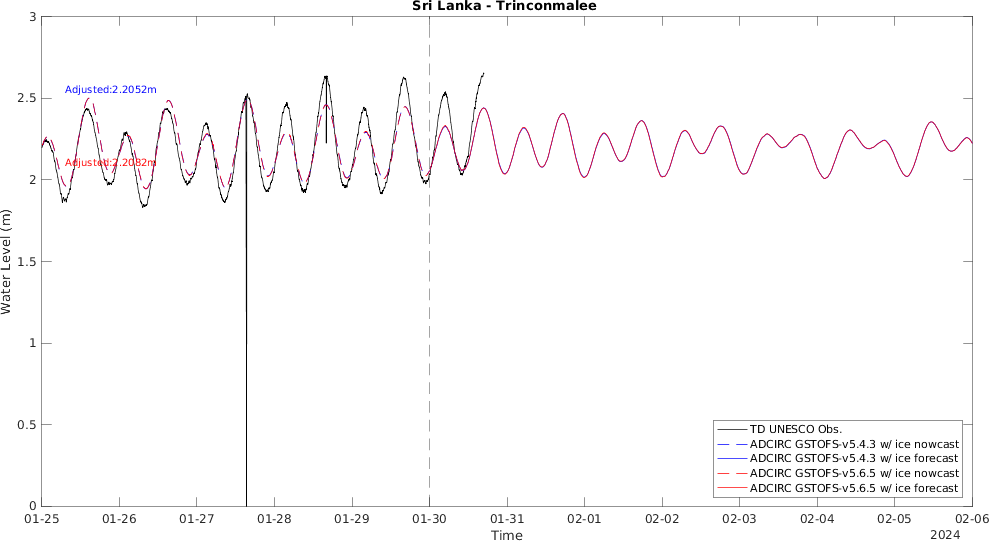 Sri Lanka - Trinconmalee
3
2.5
2
1.5
1
0.5
0
Water Level (m)
Adjusted:2.2052m
Adjusted:2.2082m
TD UNESCO Obs.
ADCIRC GSTOFS-v5.4.3 w/ ice nowcast
ADCIRC GSTOFS-v5.4.3 w/ ice forecast
ADCIRC GSTOFS-v5.6.5 w/ ice nowcast
ADCIRC GSTOFS-v5.6.5 w/ ice forecast
01-25 01-26 01-27 01-28 01-29 01-30 01-31 02-01 02-02 02-03 02-04 02-05 02-06
Time
2024